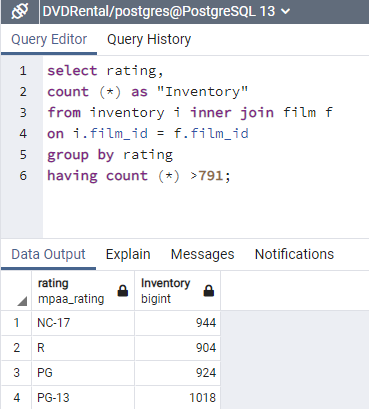 DVDRental/postgres@PostgreSQL 13
Query Editor Query History
1 select rating,
2 count (*) as "Inventory"
3 from inventory i inner join film f
4 on i.film_id = f.film_id
5 group by rating
6 having count (*) >791;
Data Output Explain Messages Notifications
rating Inventory
mpaa_rating bigint
1 NC-17 944
2 R 904
3 PG 924
4 PG-13 1018